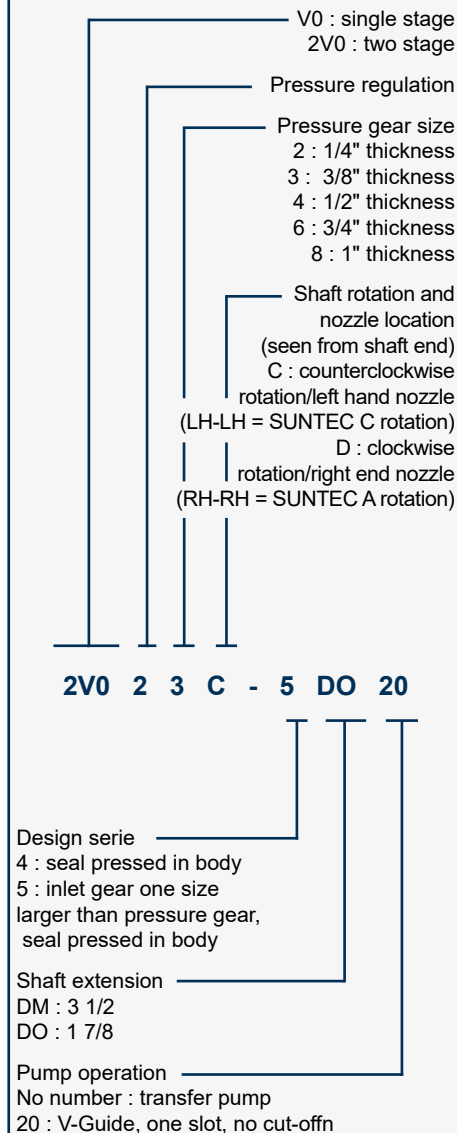 V0 : single stage
2V0 : two stage
Pressure regulation
Pressure gear size
2 : 1/4" thickness
3 : 3/8" thickness
4 : 1/2" thickness
6 : 3/4" thickness
8 : 1" thickness
Shaft rotation and
nozzle location
(seen from shaft end)
C : counterclockwise
rotation/left hand nozzle
(LH-LH = SUNTEC C rotation)
D : clockwise
rotation/right end nozzle
(RH-RH = SUNTEC A rotation)
2V0 2 3 C - 5 DO 20
Design serie
4 : seal pressed in body
5 : inlet gear one size
larger than pressure gear,
seal pressed in body
Shaft extension
DM : 3 1/2
DO : 1 7/8
Pump operation
No number : transfer pump
20 : V-Guide, one slot, no cut-offn